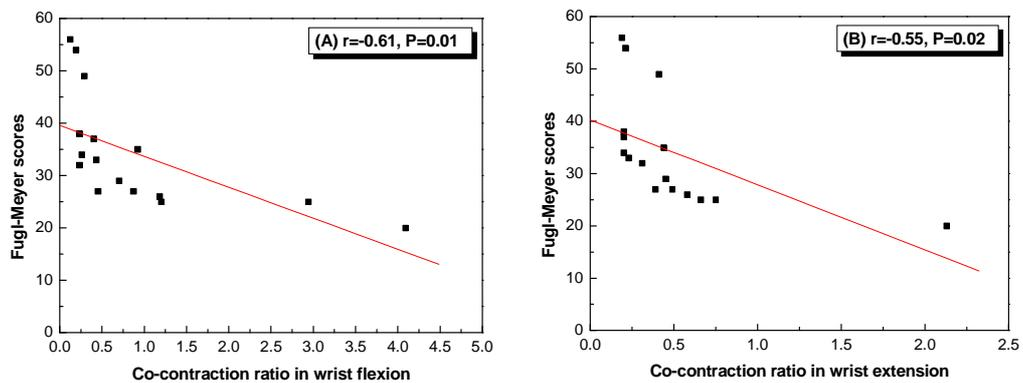 (A) r=-0.61, P=0.01
Fugl-Meyer scores
60
50
40
30
20
10
0
0.0 0.5 1.0 1.5 2.0 2.5 3.0 3.5 4.0 4.5 5.0
Co-contraction ratio in wrist flexion
(B) r=-0.55, P=0.02
Fugl-Meyer scores
60
50
40
30
20
10
0
0.0 0.5 1.0 1.5 2.0 2.5
Co-contraction ratio in wrist extension